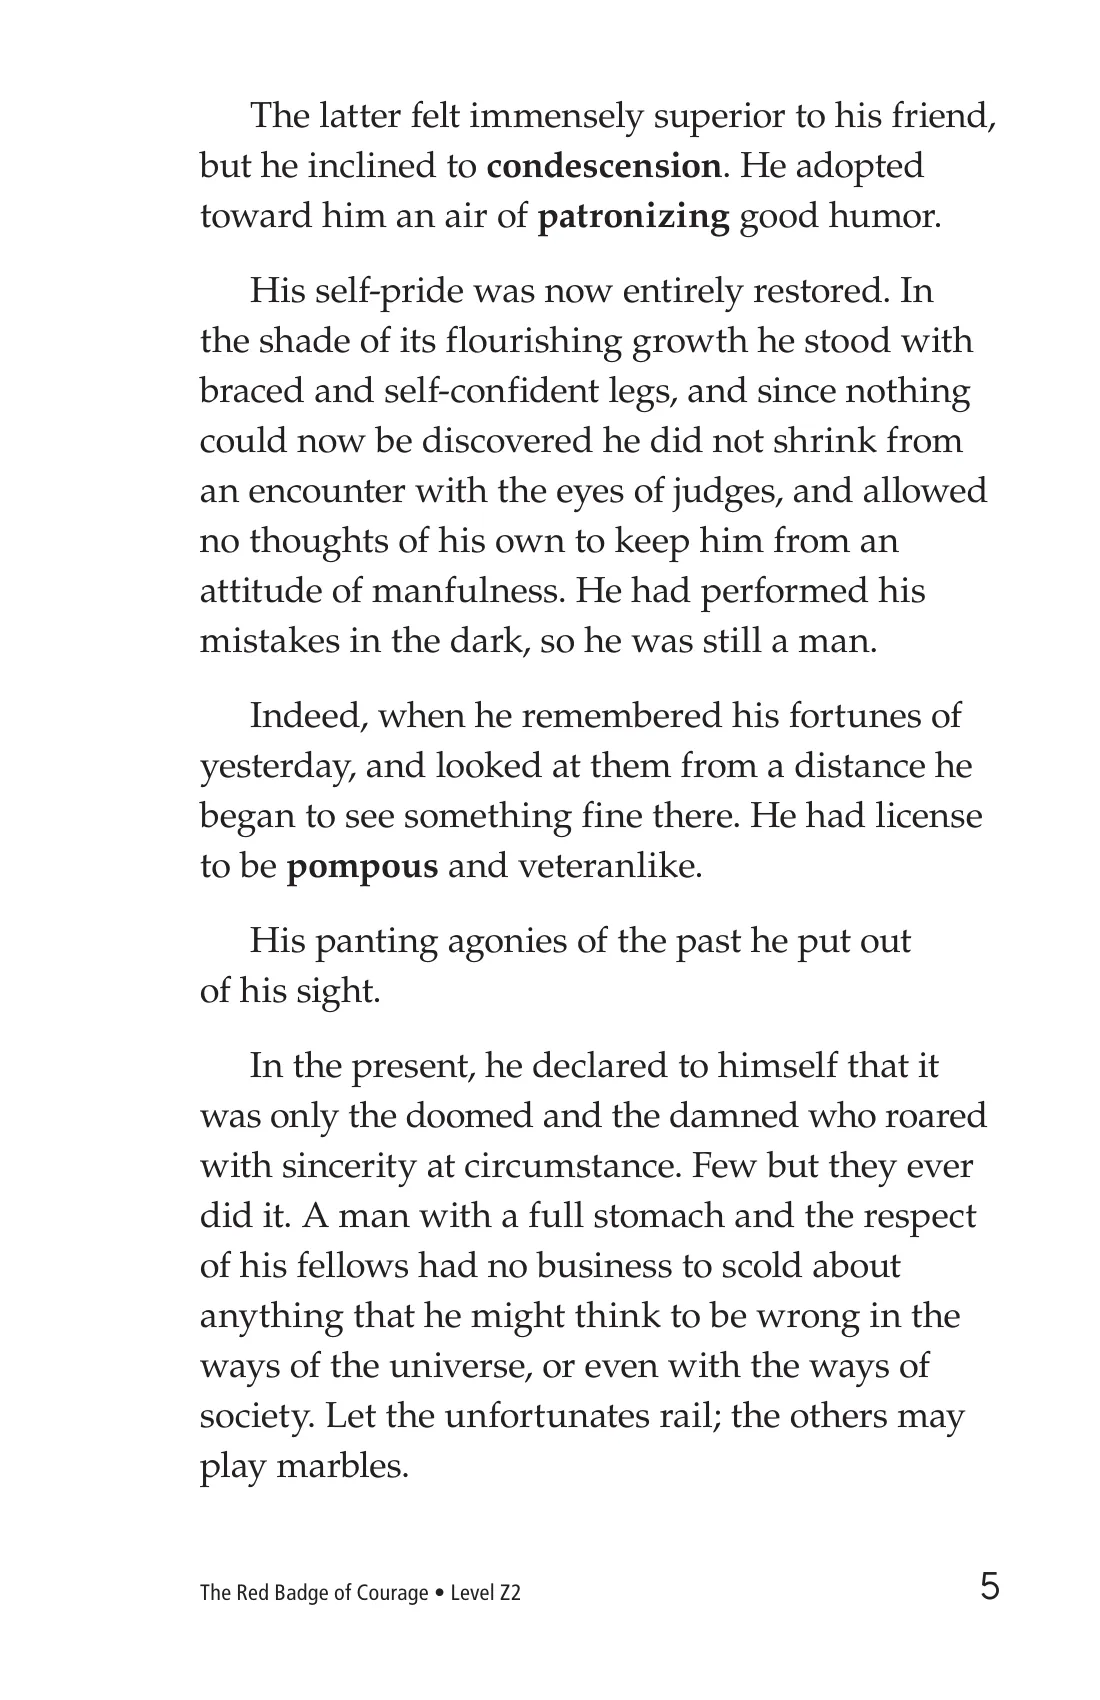 The latter felt immensely superior to his friend,
but he inclined to condescension. He adopted
toward him an air of patronizing good humor.
His self-pride was now entirely restored. In
the shade of its flourishing growth he stood with
braced and self-confident legs, and since nothing
could now be discovered he did not shrink from
an encounter with the eyes of judges, and allowed
no thoughts of his own to keep him from an
attitude of manfulness. He had performed his
mistakes in the dark, so he was still a man.
Indeed, when he remembered his fortunes of
yesterday, and looked at them from a distance he
began to see something fine there. He had license
to be pompous and veteranlike.
His panting agonies of the past he put out
of his sight.
In the present, he declared to himself that it
was only the doomed and the damned who roared
with sincerity at circumstance. Few but they ever
did it. A man with a full stomach and the respect
of his fellows had no business to scold about
anything that he might think to be wrong in the
ways of the universe, or even with the ways of
society. Let the unfortunates rail; the others may
play marbles.
The Red Badge of Courage • Level Z2 5